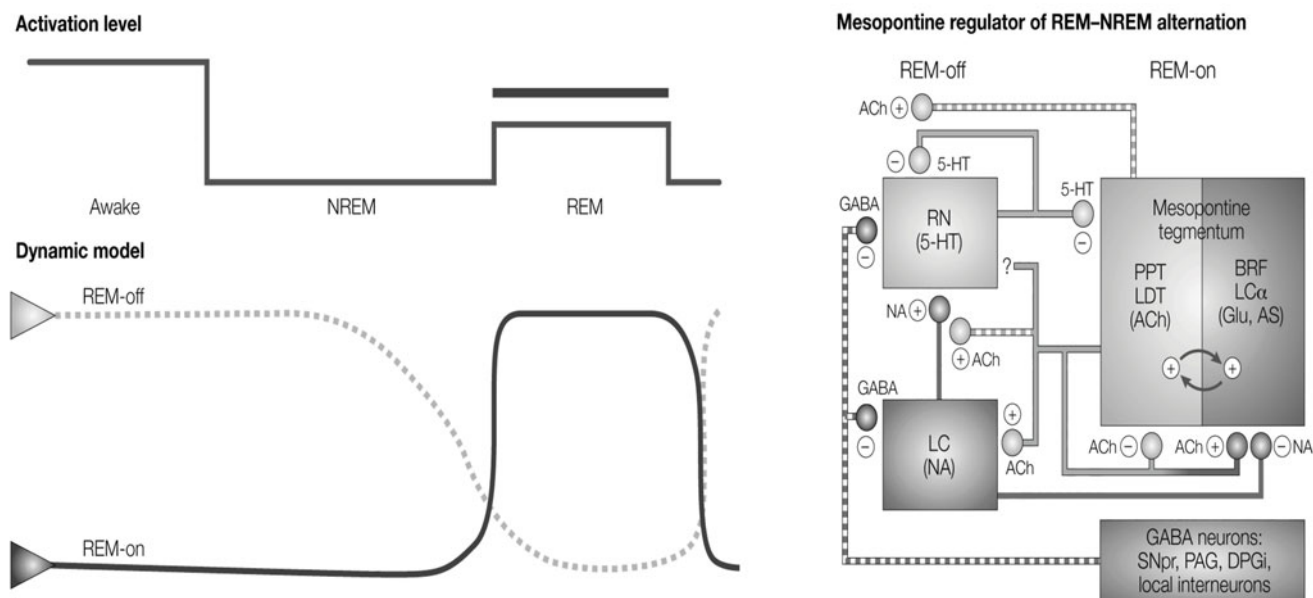 Activation level
Awake
NREM
REM
Dynamic model
REM-off
REM-on
Mesopontine regulator of REM–NREM alternation
REM-off
REM-on
ACh +
− 5-HT
GABA
−
RN
(5-HT)
5-HT
−
Mesopontine
tegmentum
PPT
LDT
(ACh)
BRF
LCα
(Glu, AS)
+ +
?
NA +
+ ACh
GABA
−
LC
(NA)
+
ACh
ACh −
ACh +
− NA
GABA neurons:
SNpr, PAG, DPGi,
local interneurons